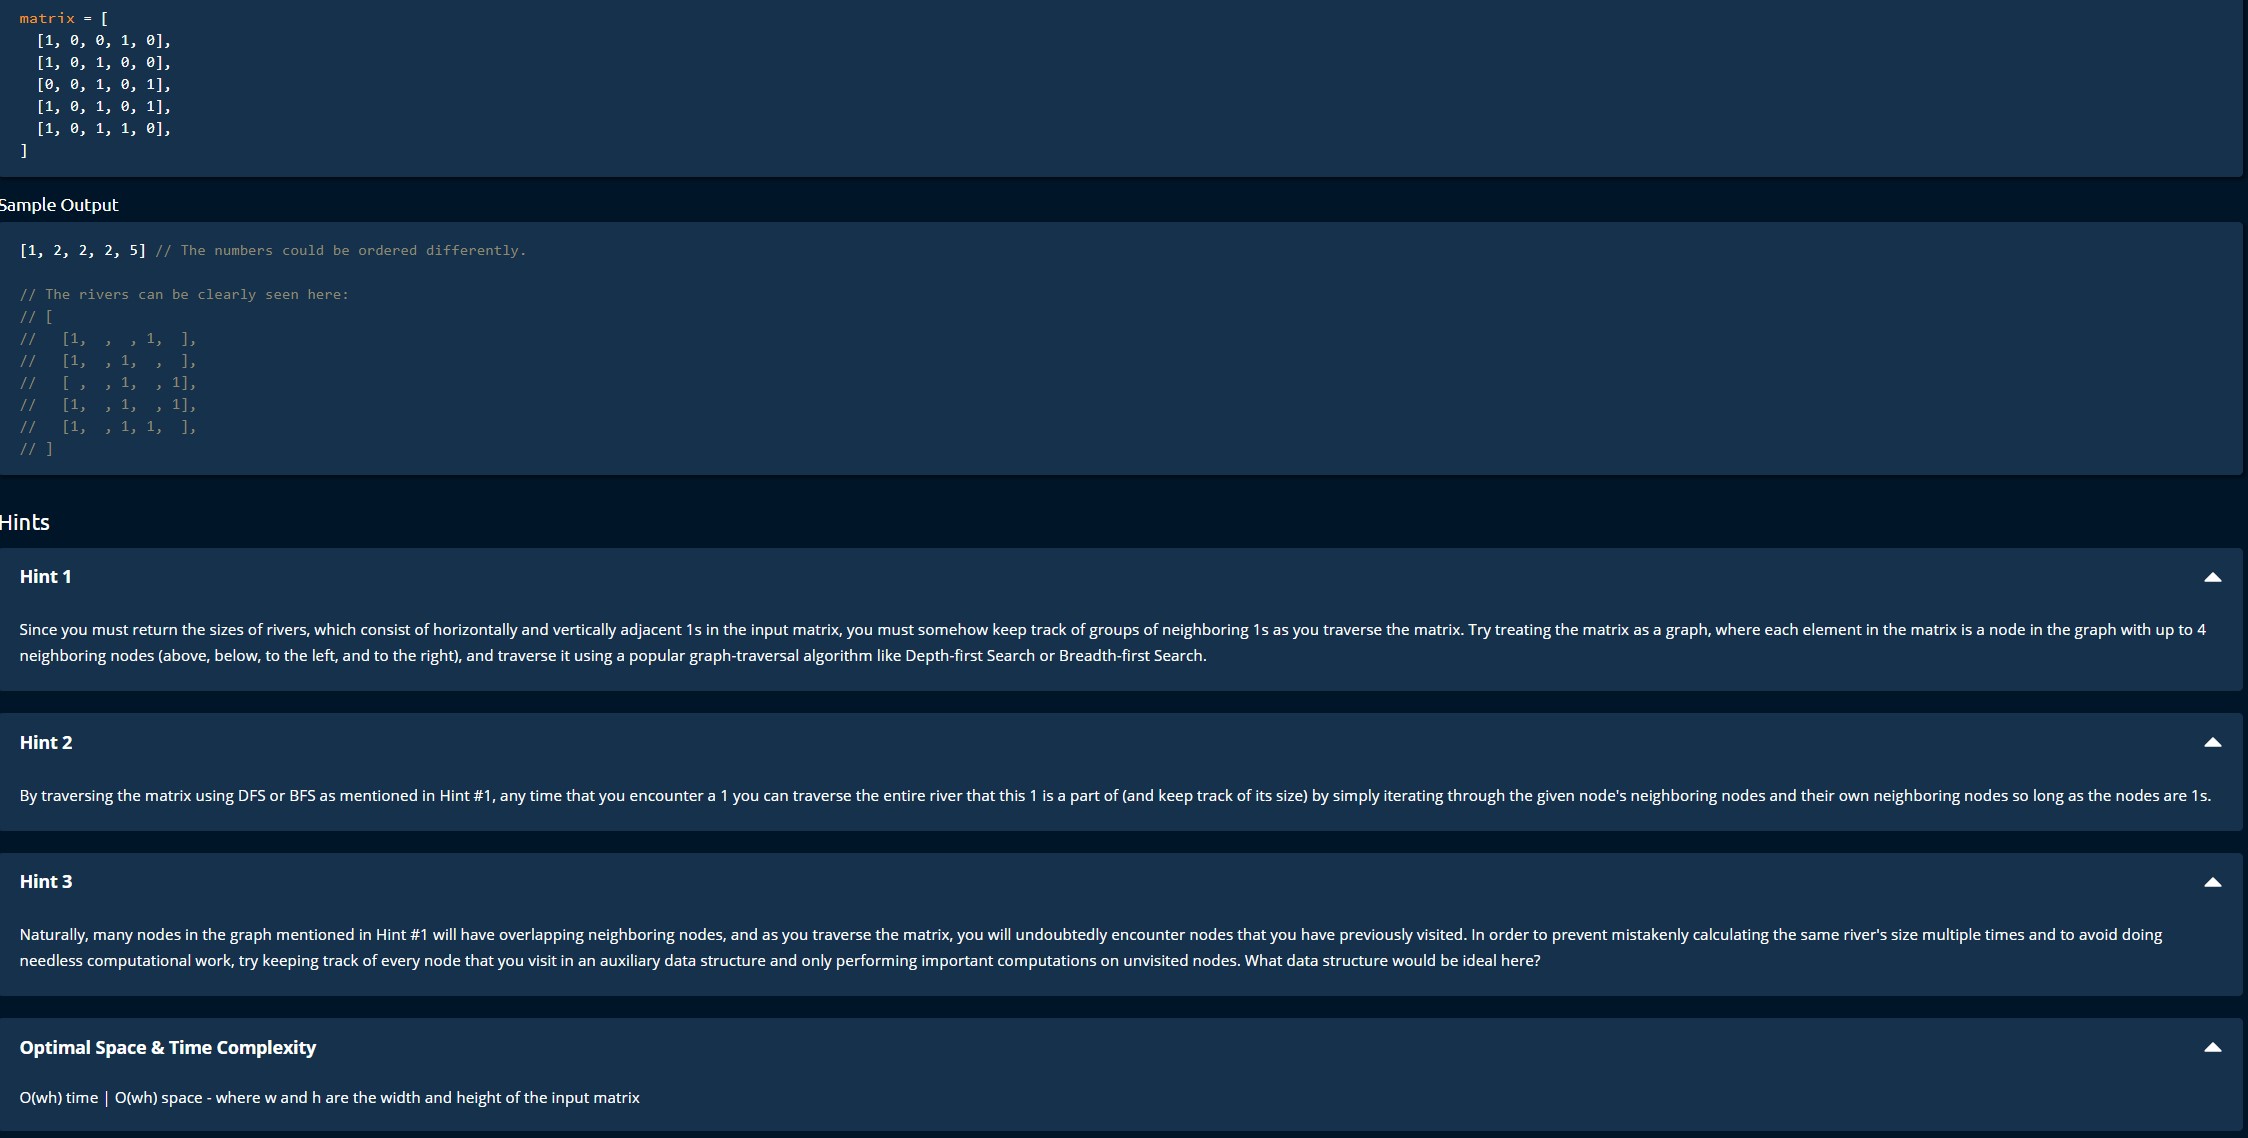 matrix = [
  [1, 0, 0, 1, 0],
  [1, 0, 1, 0, 0],
  [0, 0, 1, 0, 1],
  [1, 0, 1, 0, 1],
  [1, 0, 1, 1, 0],
]
Sample Output
[1, 2, 2, 2, 5] // The numbers could be ordered differently.
// The rivers can be clearly seen here:
// [
//   [1,  ,  , 1,  ],
//   [1,  , 1,  ,  ],
//   [ ,  , 1,  , 1],
//   [1,  , 1,  , 1],
//   [1,  , 1, 1,  ],
// ]
Hints
Hint 1
Since you must return the sizes of rivers, which consist of horizontally and vertically adjacent 1s in the input matrix, you must somehow keep track of groups of neighboring 1s as you traverse the matrix. Try treating the matrix as a graph, where each element in the matrix is a node in the graph with up to 4
neighboring nodes (above, below, to the left, and to the right), and traverse it using a popular graph-traversal algorithm like Depth-first Search or Breadth-first Search.
Hint 2
By traversing the matrix using DFS or BFS as mentioned in Hint #1, any time that you encounter a 1 you can traverse the entire river that this 1 is a part of (and keep track of its size) by simply iterating through the given node's neighboring nodes and their own neighboring nodes so long as the nodes are 1s.
Hint 3
Naturally, many nodes in the graph mentioned in Hint #1 will have overlapping neighboring nodes, and as you traverse the matrix, you will undoubtedly encounter nodes that you have previously visited. In order to prevent mistakenly calculating the same river's size multiple times and to avoid doing
needless computational work, try keeping track of every node that you visit in an auxiliary data structure and only performing important computations on unvisited nodes. What data structure would be ideal here?
Optimal Space & Time Complexity
O(wh) time | O(wh) space - where w and h are the width and height of the input matrix